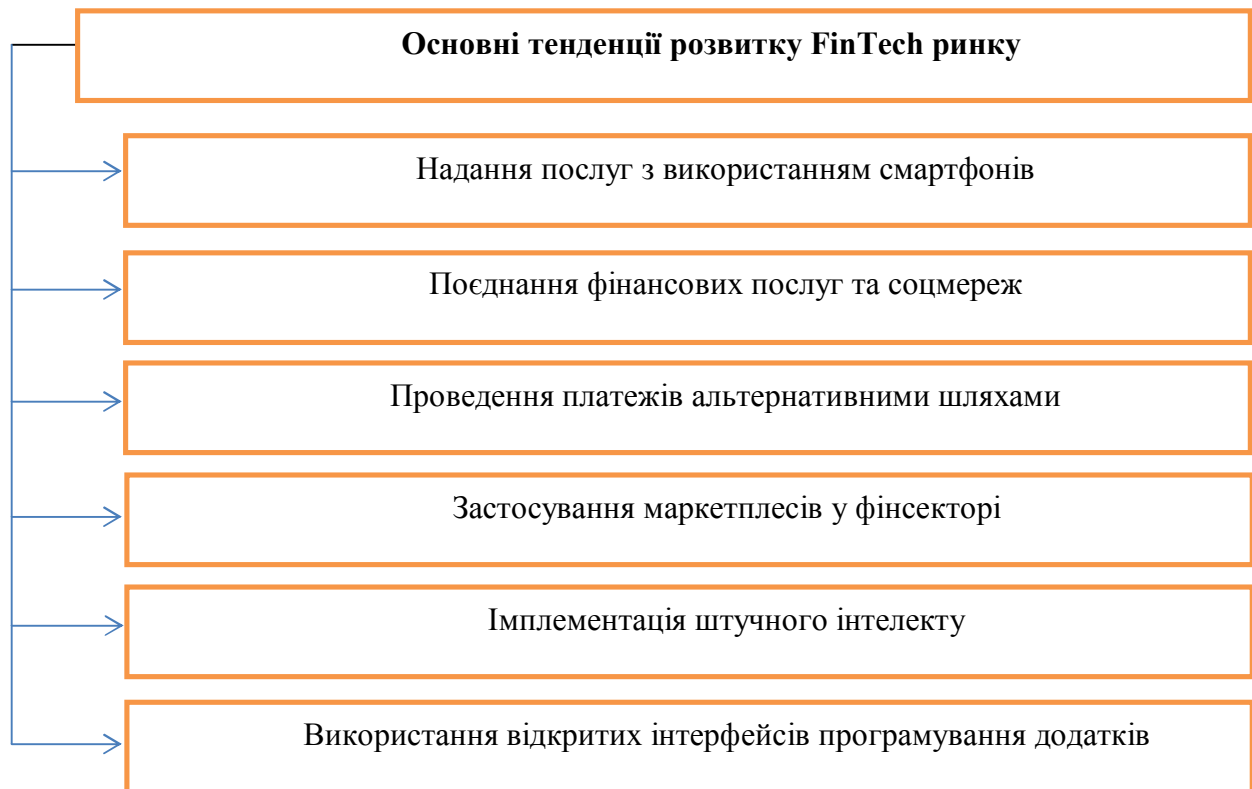 Основні тенденції розвитку FinTech ринку
Надання послуг з використанням смартфонів
Поєднання фінансових послуг та соцмереж
Проведення платежів альтернативними шляхами
Застосування маркетплесів у фінсекторі
Імплементація штучного інтелекту
Використання відкритих інтерфейсів програмування додатків